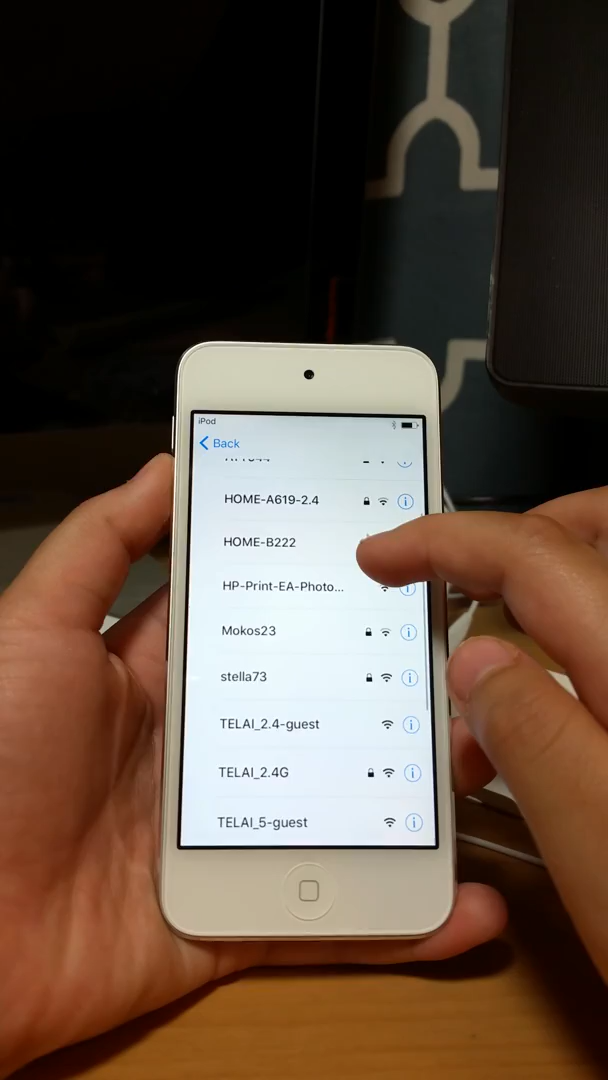 iPod
Back
HOME-A619-2.4
HOME-B222
HP-Print-EA-Photo...
Mokos23
stella73
TELAI_2.4-guest
TELAI_2.4G
TELAI_5-guest